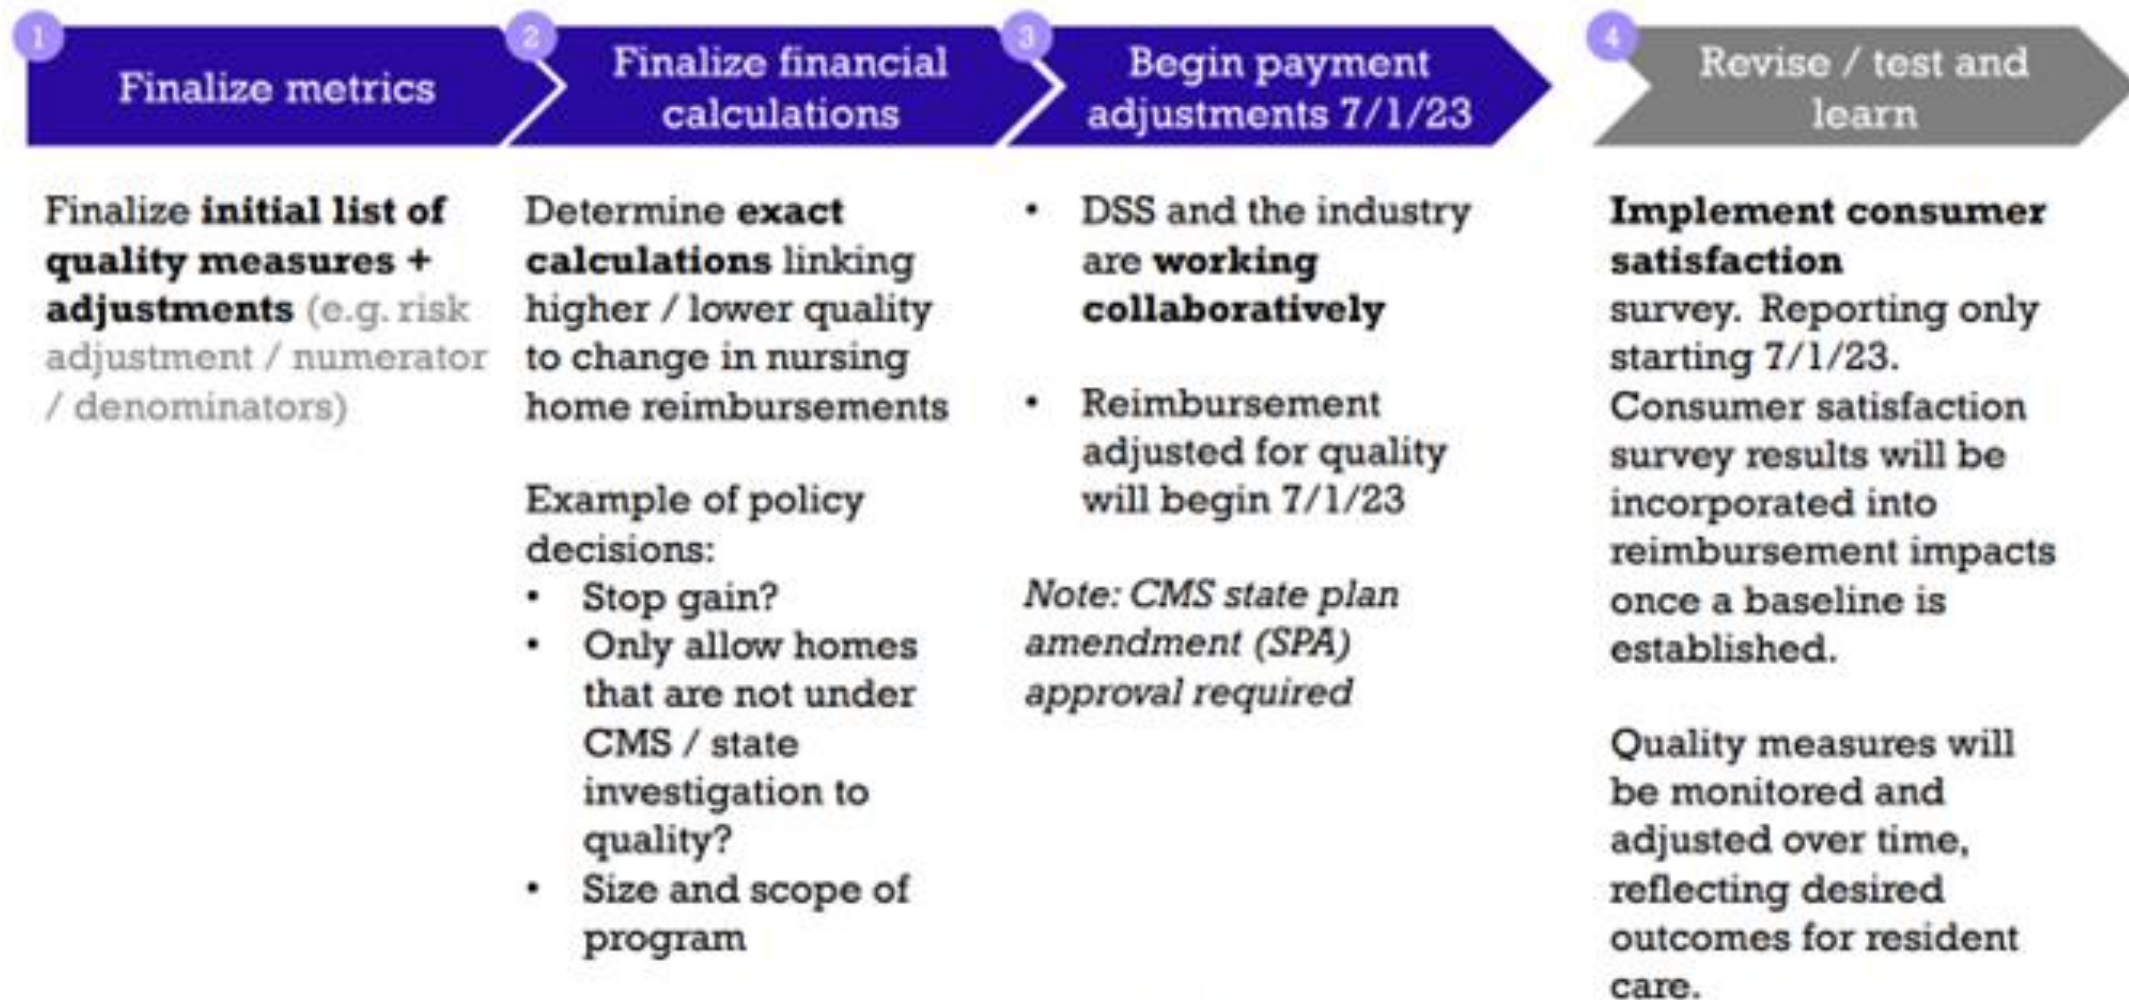 1
Finalize metrics
Finalize initial list of
quality measures +
adjustments (e.g. risk
adjustment / numerator
/ denominators)
2
Finalize financial
calculations
Determine exact
calculations linking
higher / lower quality
to change in nursing
home reimbursements
Example of policy
decisions:
• Stop gain?
• Only allow homes
that are not under
CMS / state
investigation to
quality?
• Size and scope of
program
3
Begin payment
adjustments 7/1/23
• DSS and the industry
are working
collaboratively
• Reimbursement
adjusted for quality
will begin 7/1/23
Note: CMS state plan
amendment (SPA)
approval required
4
Revise / test and
learn
Implement consumer
satisfaction
survey. Reporting only
starting 7/1/23.
Consumer satisfaction
survey results will be
incorporated into
reimbursement impacts
once a baseline is
established.
Quality measures will
be monitored and
adjusted over time,
reflecting desired
outcomes for resident
care.